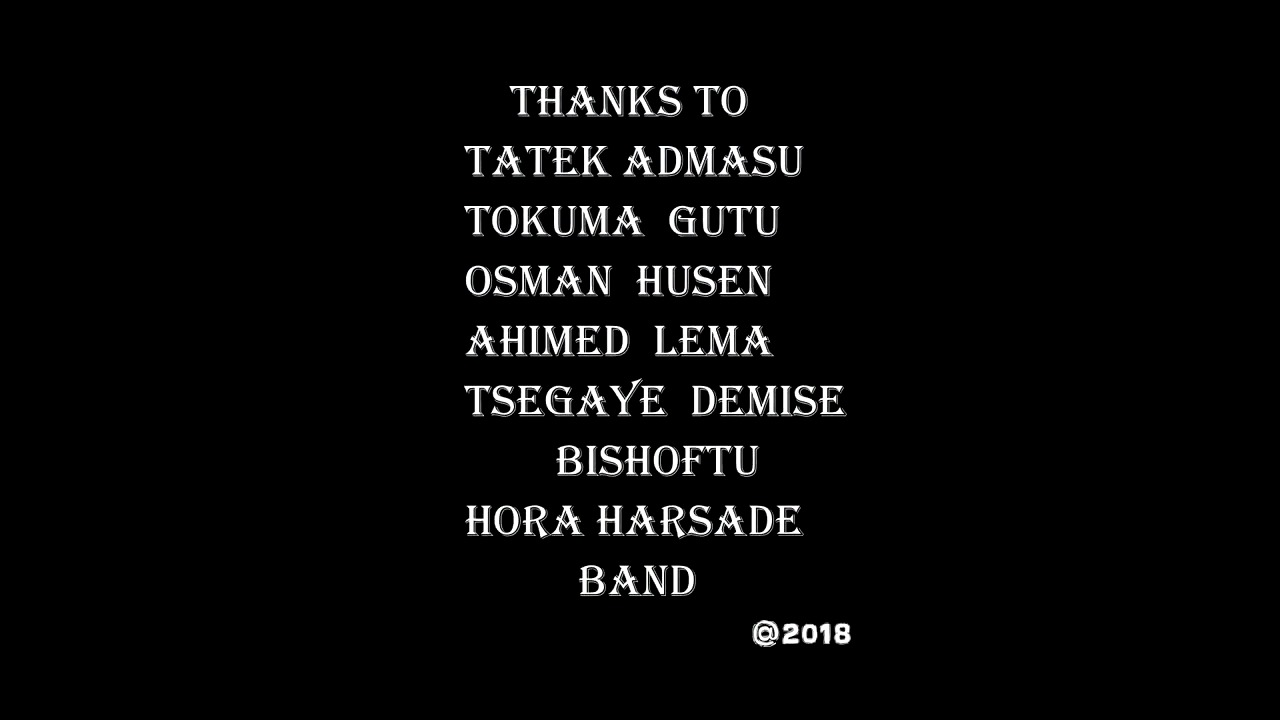 THANKS TO
TATEK ADMASU
TOKUMA GUTU
OSMAN HUSEN
AHIMED LEMA
TSEGAYE DEMISE
BISHOFTU
HORA HARSADE
BAND
@2018